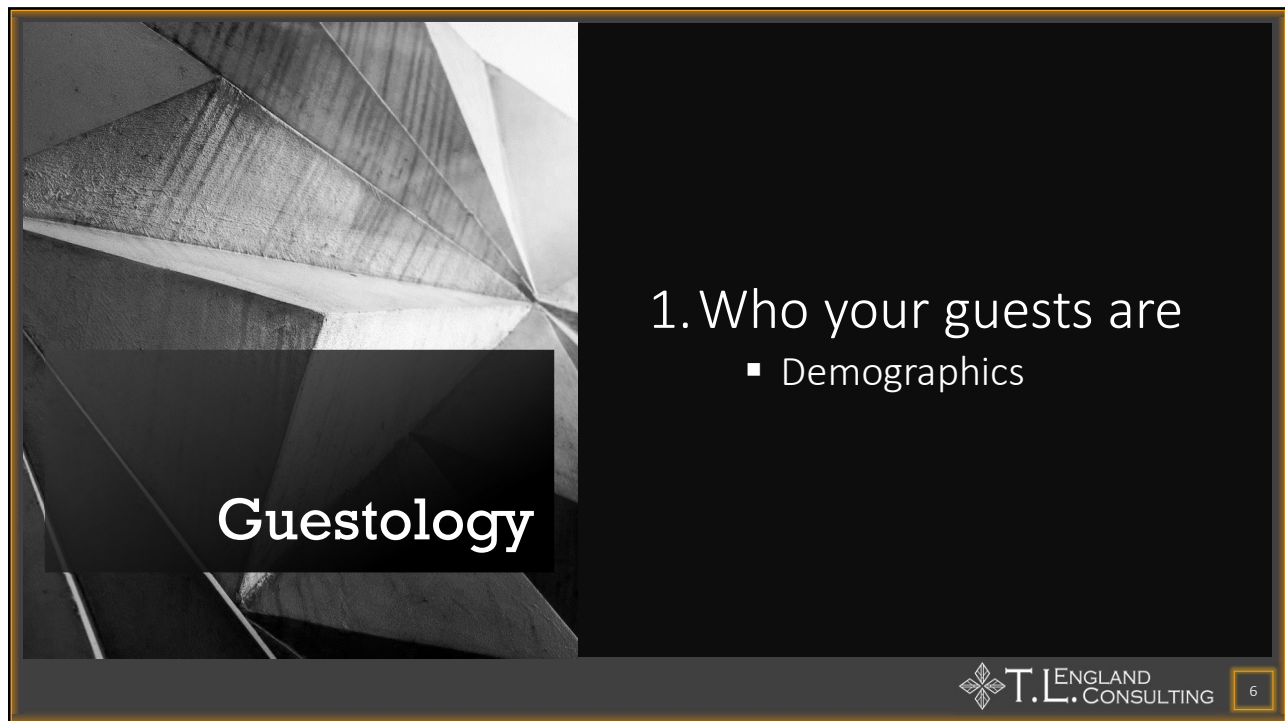 Guestology
1. Who your guests are
▪ Demographics
T.L. ENGLAND CONSULTING
6